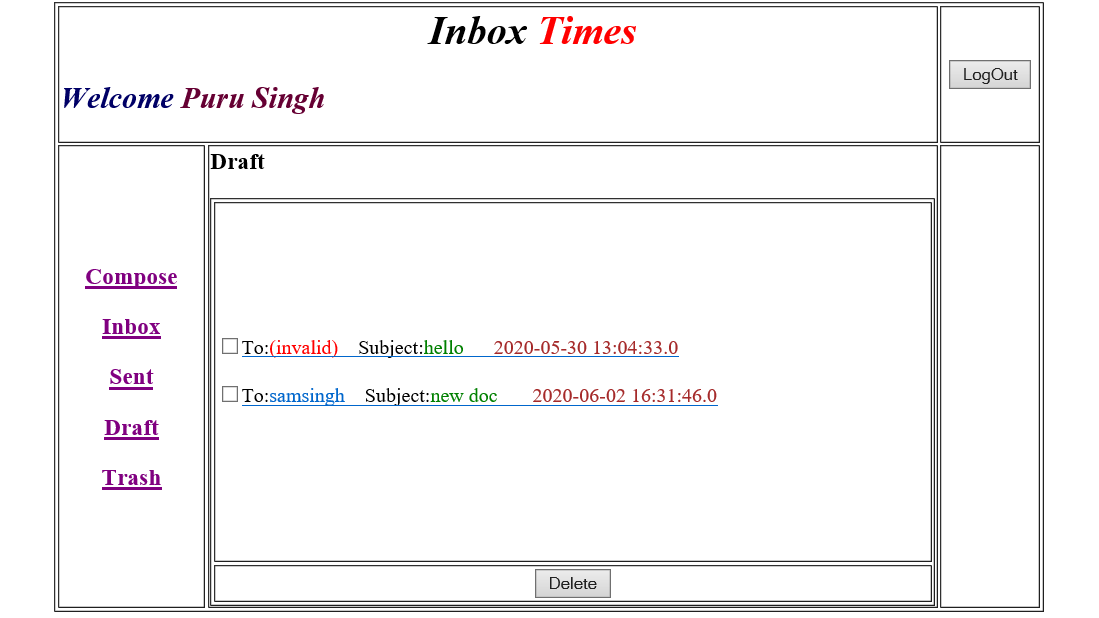 Inbox Times
LogOut
Welcome Puru Singh
Draft
Compose
Inbox
Sent
Draft
Trash
To:(invalid) Subject:hello 2020-05-30 13:04:33.0
To:samsingh Subject:new doc 2020-06-02 16:31:46.0
Delete